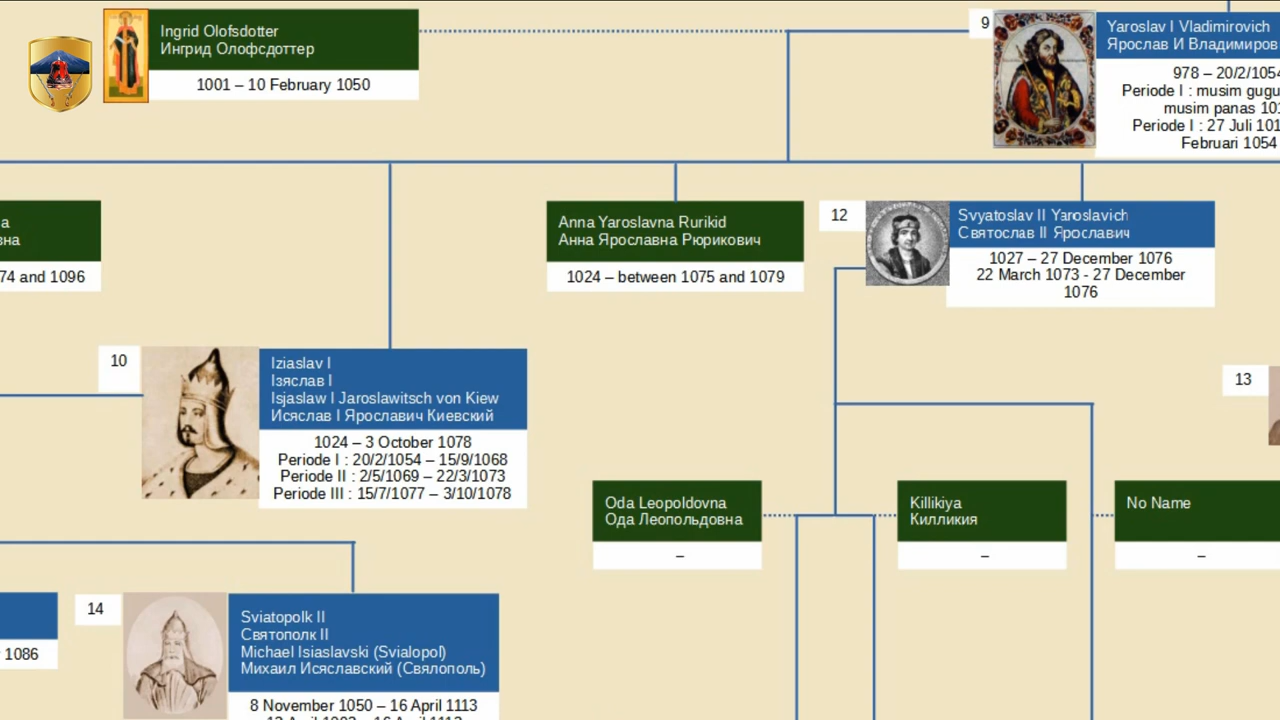 Ingrid Olofsdotter
Ингрид Олофсдоттер
1001 – 10 February 1050
9
Yaroslav I Vladimirovich
Ярослав И Владимиров
978 – 20/2/1054
Periode I : musim gugu
musim panas 101
Periode I : 27 Juli 101
Februari 1054
a
вна
74 and 1096
Anna Yaroslavna Rurikid
Анна Ярославна Рюрикович
1024 – between 1075 and 1079
12
Svyatoslav II Yaroslavich
Святослав II Ярославич
1027 – 27 December 1076
22 March 1073 - 27 December
1076
10
Iziaslav I
Ізяслав I
Isjaslaw I Jaroslawitsch von Kiew
Исяслав I Ярославич Киевский
1024 – 3 October 1078
Periode I : 20/2/1054 – 15/9/1068
Periode II : 2/5/1069 – 22/3/1073
Periode III : 15/7/1077 – 3/10/1078
13
Oda Leopoldovna
Ода Леопольдовна
–
Killikiya
Килликия
–
No Name
–
1086
14
Sviatopolk II
Святополк II
Michael Isiaslavski (Svialopol)
Михаил Исяславский (Свялополь)
8 November 1050 – 16 April 1113